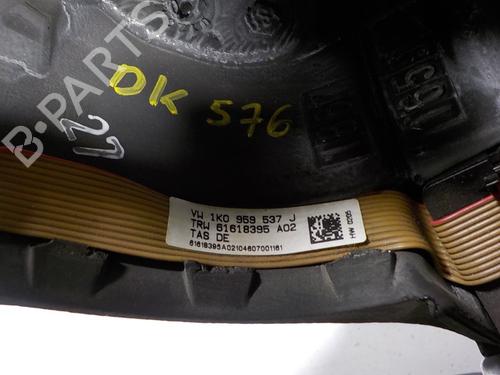 B-PARTS
DK 576
27
VW 1K0 959 537 J
TRW 61618395 A02
TAS DE
61618395A02104607001161